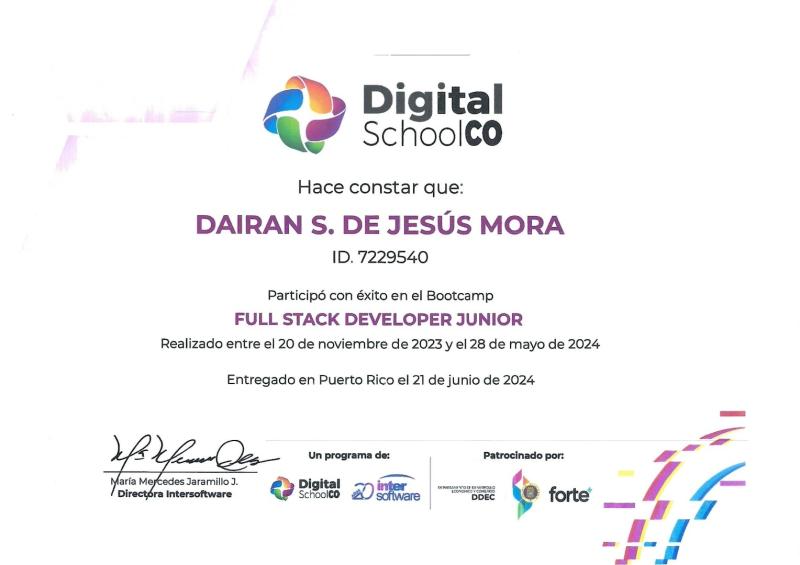 Digital
SchoolCO
Hace constar que:
DAIRAN S. DE JESÚS MORA
ID. 7229540
Participó con éxito en el Bootcamp
FULL STACK DEVELOPER JUNIOR
Realizado entre el 20 de noviembre de 2023 y el 28 de mayo de 2024
Entregado en Puerto Rico el 21 de junio de 2024
María Mercedes Jaramillo J.
Directora Intersoftware
Un programa de:
Digital
SchoolCO
20 inter
software
Patrocinado por:
DEPARTAMENTO DE DESARROLLO
ECONÓMICO Y COMERCIO
DDEC
forte